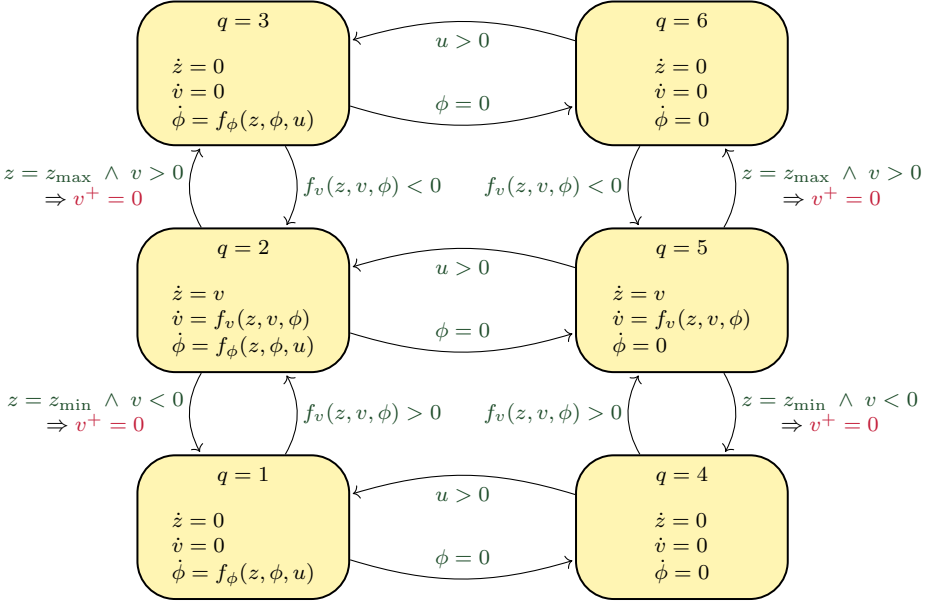 q = 3
ż = 0
v̇ = 0
ϕ̇ = f_ϕ(z, ϕ, u)
u > 0
ϕ = 0
q = 6
ż = 0
v̇ = 0
ϕ̇ = 0
z = z_max ∧ v > 0
⇒ v⁺ = 0
f_v(z, v, ϕ) < 0
f_v(z, v, ϕ) < 0
z = z_max ∧ v > 0
⇒ v⁺ = 0
q = 2
ż = v
v̇ = f_v(z, v, ϕ)
ϕ̇ = f_ϕ(z, ϕ, u)
u > 0
ϕ = 0
q = 5
ż = v
v̇ = f_v(z, v, ϕ)
ϕ̇ = 0
z = z_min ∧ v < 0
⇒ v⁺ = 0
f_v(z, v, ϕ) > 0
f_v(z, v, ϕ) > 0
z = z_min ∧ v < 0
⇒ v⁺ = 0
q = 1
ż = 0
v̇ = 0
ϕ̇ = f_ϕ(z, ϕ, u)
u > 0
ϕ = 0
q = 4
ż = 0
v̇ = 0
ϕ̇ = 0